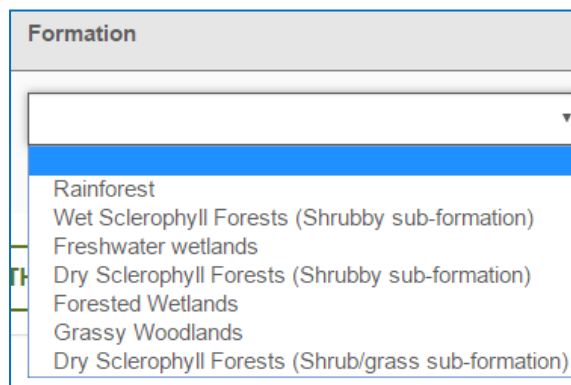 Formation
Rainforest
Wet Sclerophyll Forests (Shrubby sub-formation)
Freshwater wetlands
TH
Dry Sclerophyll Forests (Shrubby sub-formation)
Forested Wetlands
Grassy Woodlands
Dry Sclerophyll Forests (Shrub/grass sub-formation)